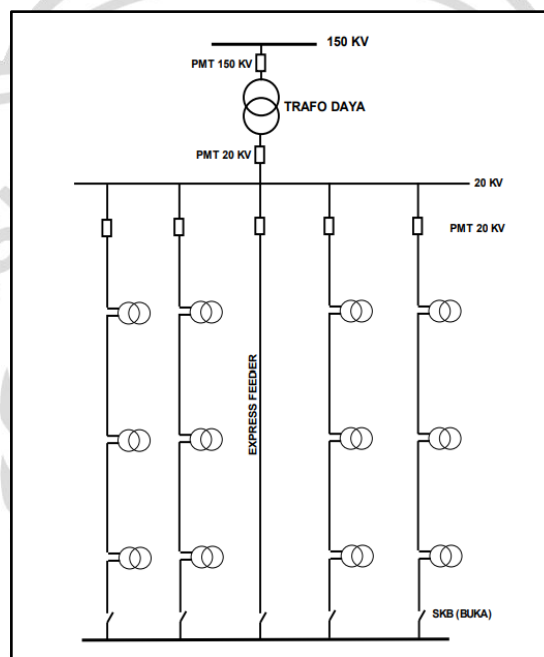 150 KV
PMT 150 KV
TRAFO DAYA
PMT 20 KV
20 KV
PMT 20 KV
EXPRESS FEEDER
SKB (BUKA)